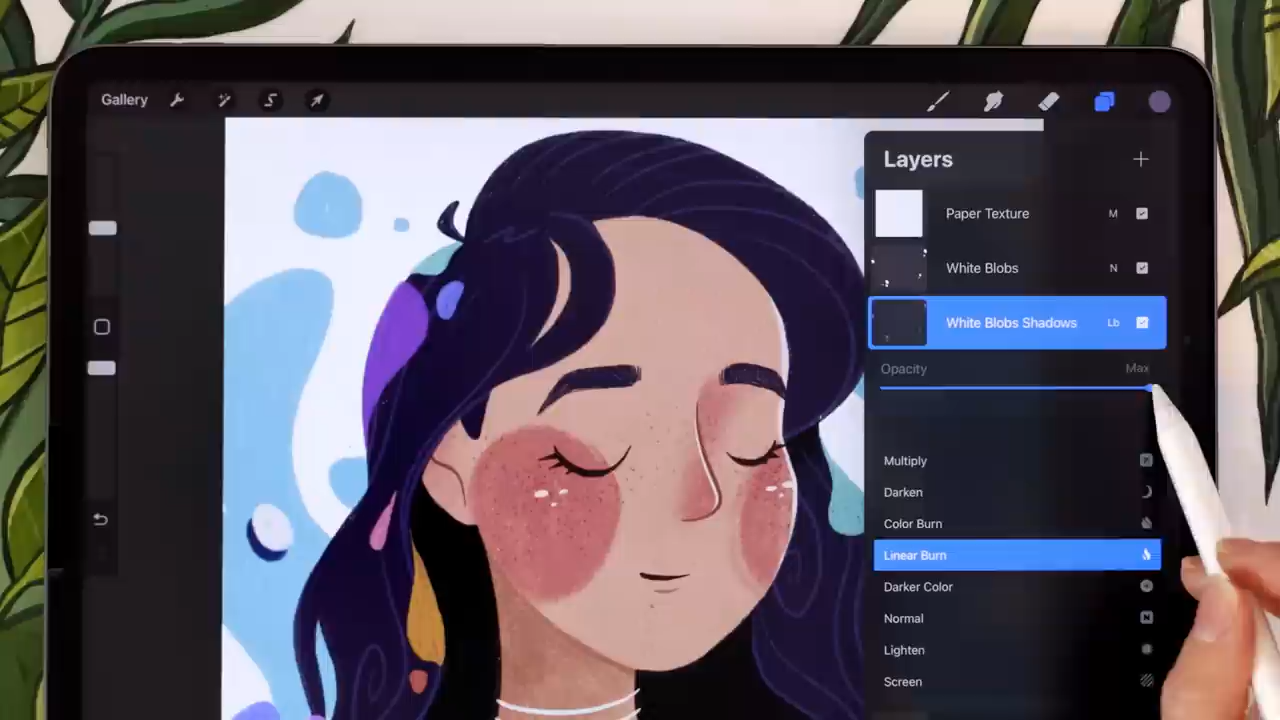 Gallery
Layers
Paper Texture M
White Blobs N
White Blobs Shadows Lb
Opacity Max
Multiply
Darken
Color Burn
Linear Burn
Darker Color
Normal
Lighten
Screen